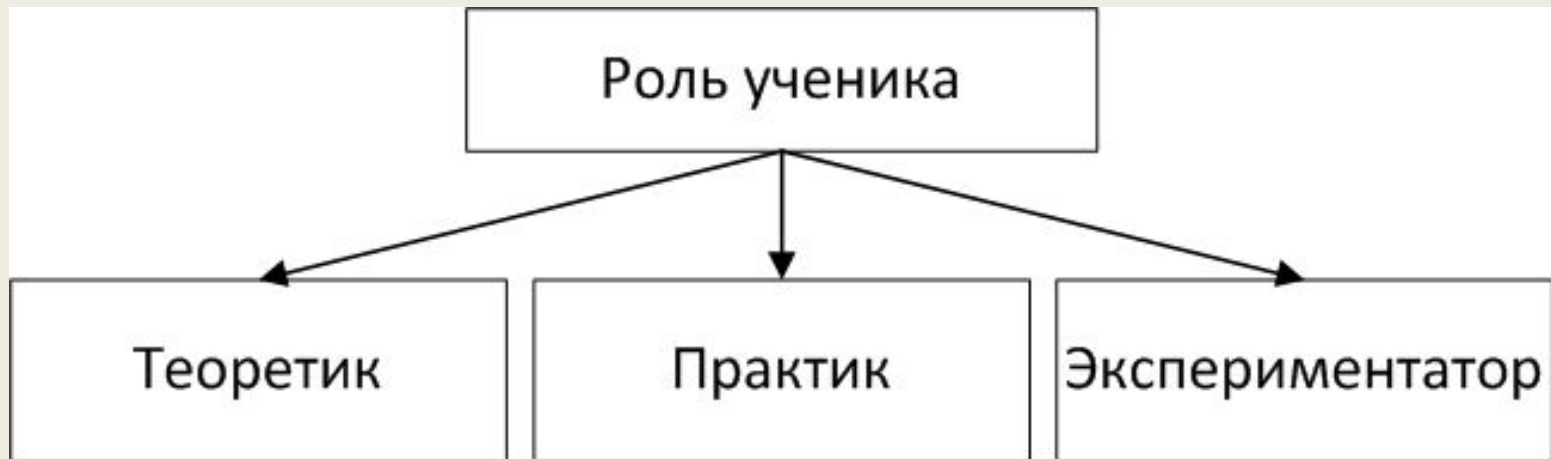 Роль ученика
Теоретик
Практик
Экспериментатор